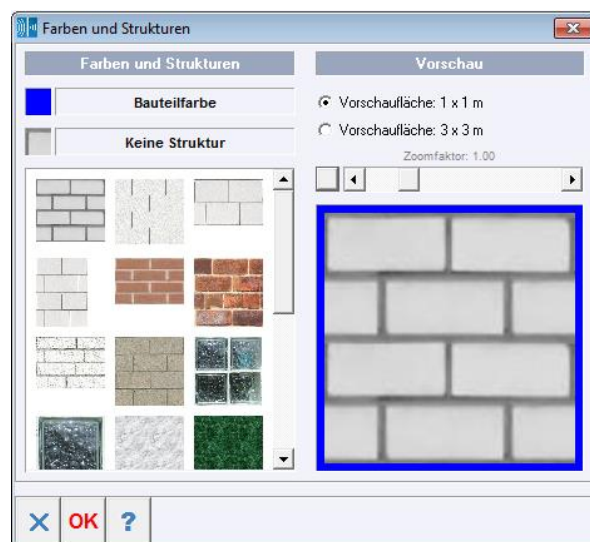 Farben und Strukturen
Farben und Strukturen
Vorschau
Bauteilfarbe
Keine Struktur
Vorschaufläche: 1 x 1 m
Vorschaufläche: 3 x 3 m
Zoomfaktor: 1.00
OK
?